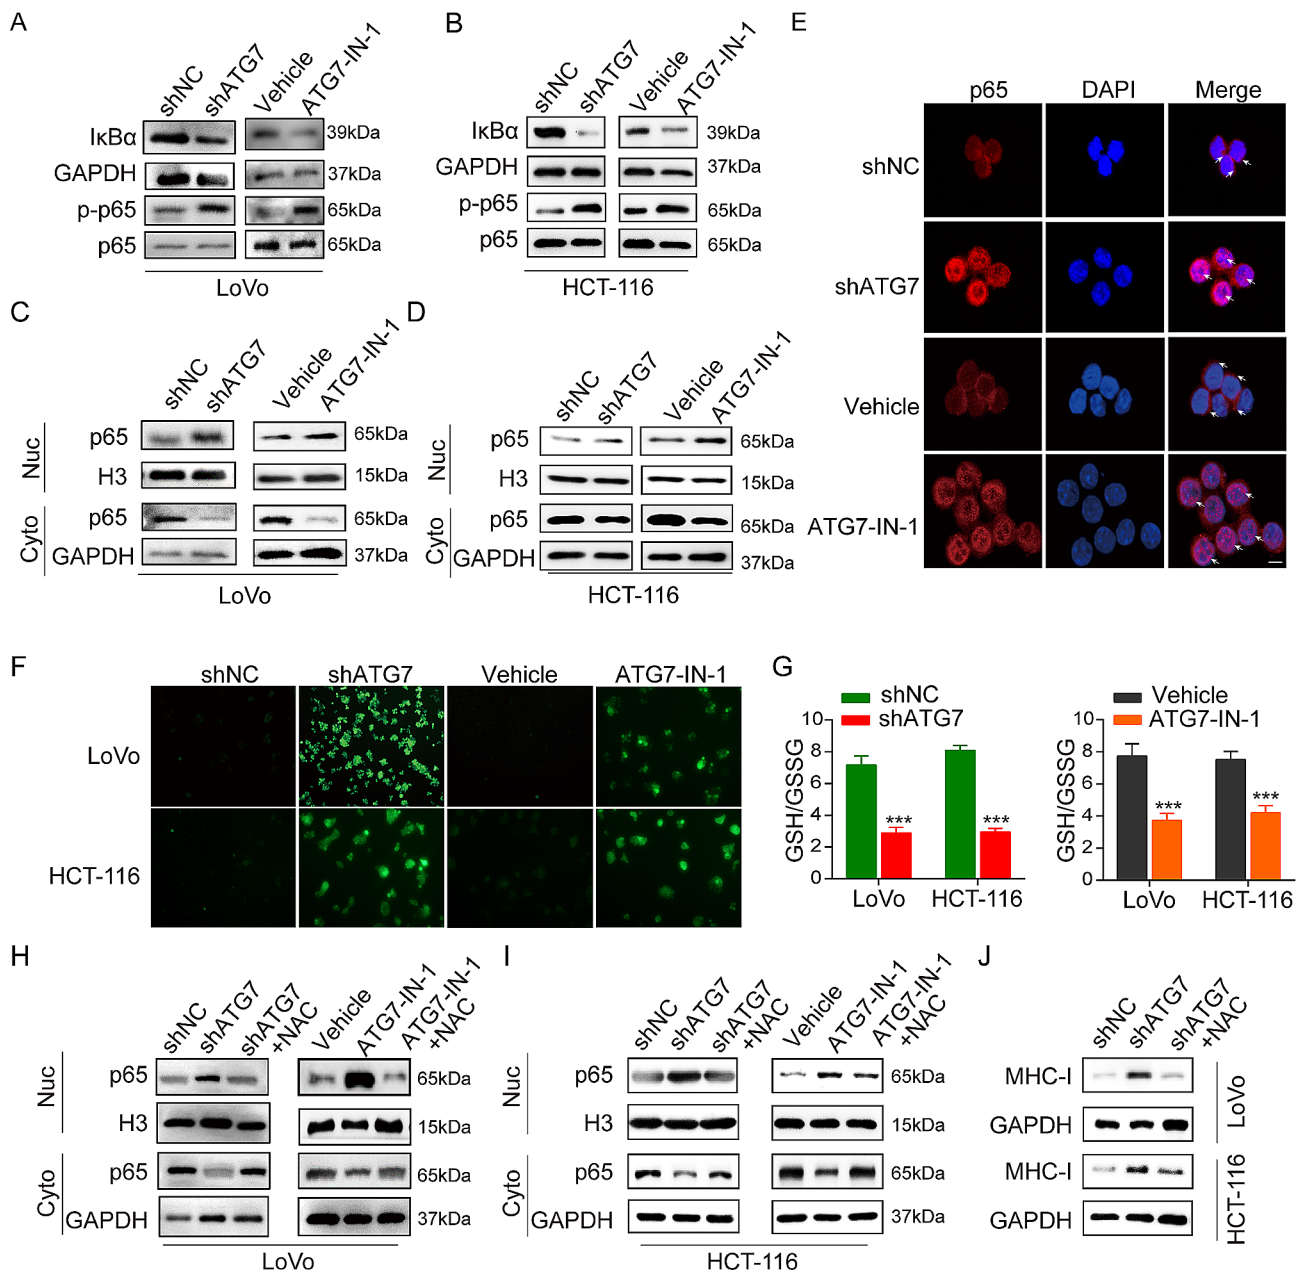 A
shNC
shATG7
Vehicle
ATG7-IN-1
IκBα
39kDa
GAPDH
37kDa
p-p65
65kDa
p65
65kDa
LoVo
B
shNC
shATG7
Vehicle
ATG7-IN-1
IκBα
39kDa
GAPDH
37kDa
p-p65
65kDa
p65
65kDa
HCT-116
E
p65
DAPI
Merge
shNC
shATG7
Vehicle
ATG7-IN-1
C
shNC
shATG7
Vehicle
ATG7-IN-1
Nuc
p65
65kDa
H3
15kDa
Cyto
p65
65kDa
GAPDH
37kDa
LoVo
D
shNC
shATG7
Vehicle
ATG7-IN-1
Nuc
p65
65kDa
H3
15kDa
Cyto
p65
65kDa
GAPDH
37kDa
HCT-116
F
shNC
shATG7
Vehicle
ATG7-IN-1
LoVo
HCT-116
G
shNC
shATG7
GSH/GSSG
10
8
6
4
2
0
***
***
LoVo
HCT-116
Vehicle
ATG7-IN-1
GSH/GSSG
10
8
6
4
2
0
***
***
LoVo
HCT-116
H
shNC
shATG7
shATG7
+NAC
Vehicle
ATG7-IN-1
ATG7-IN-1
+NAC
Nuc
p65
65kDa
H3
15kDa
Cyto
p65
65kDa
GAPDH
37kDa
LoVo
I
shNC
shATG7
shATG7
+NAC
Vehicle
ATG7-IN-1
ATG7-IN-1
+NAC
Nuc
p65
65kDa
H3
15kDa
Cyto
p65
65kDa
GAPDH
37kDa
HCT-116
J
shNC
shATG7
shATG7
+NAC
MHC-I
GAPDH
LoVo
MHC-I
GAPDH
HCT-116